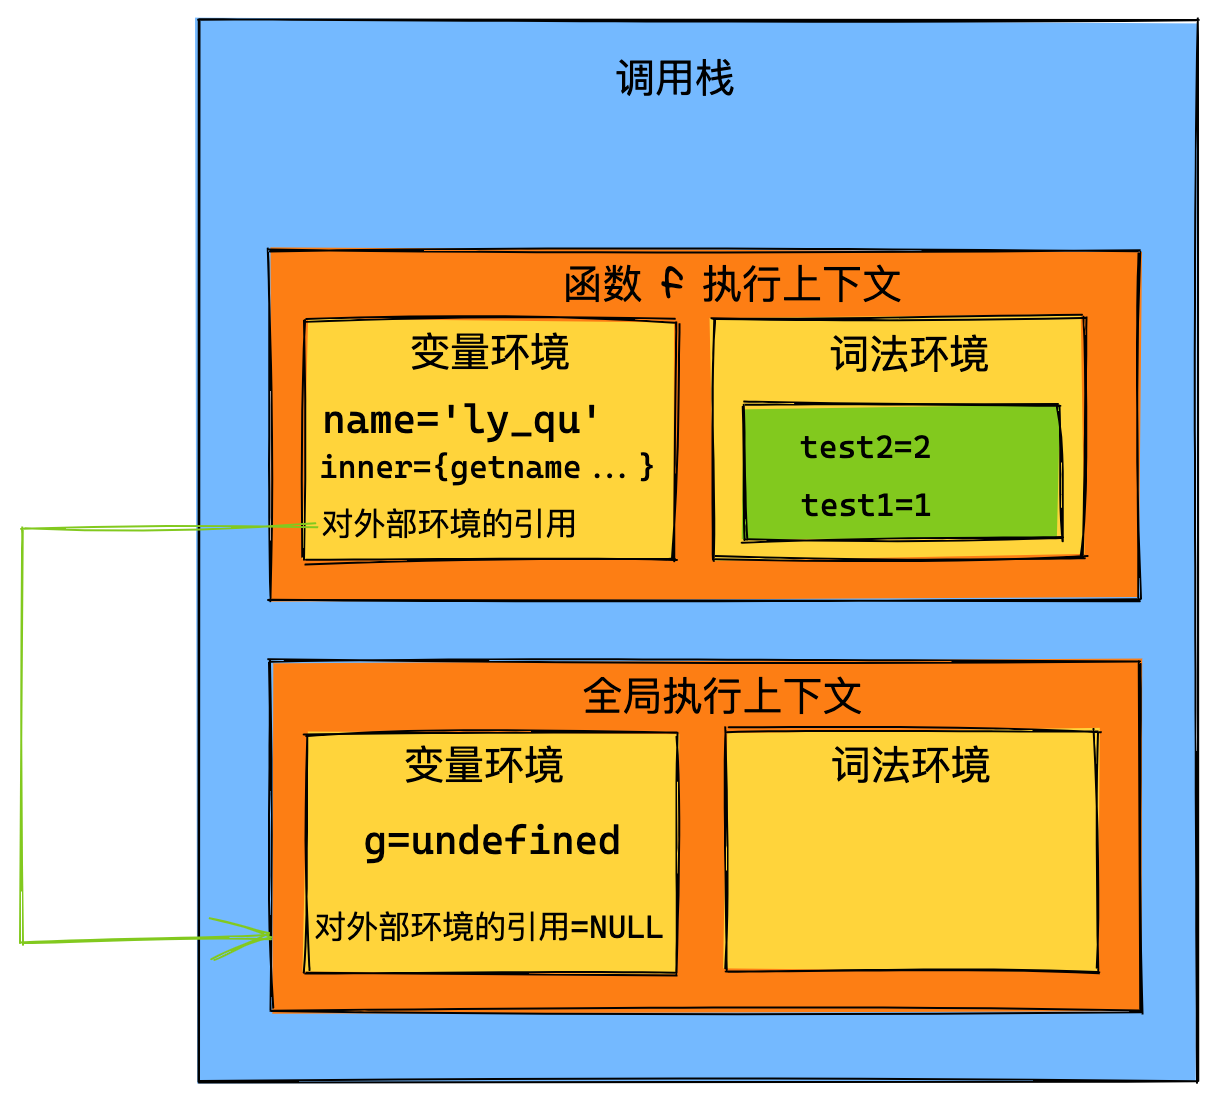 调用栈
函数 f 执行上下文
变量环境
name='ly_qu'
inner={getname ... }
对外部环境的引用
词法环境
test2=2
test1=1
全局执行上下文
变量环境
g=undefined
对外部环境的引用=NULL
词法环境